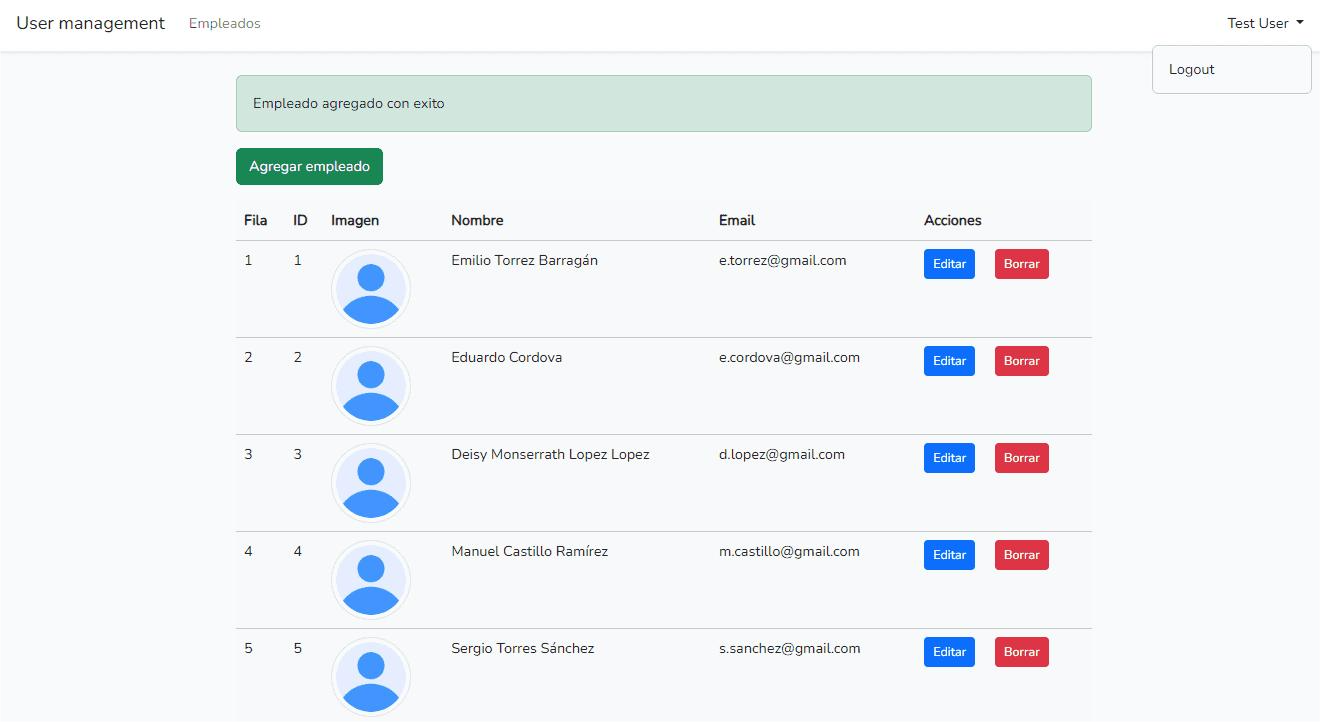 User management Empleados Test User
Logout
Empleado agregado con exito
Agregar empleado
Fila ID Imagen Nombre Email Acciones
1 1 Emilio Torrez Barragán e.torrez@gmail.com Editar Borrar
2 2 Eduardo Cordova e.cordova@gmail.com Editar Borrar
3 3 Deisy Monserrath Lopez Lopez d.lopez@gmail.com Editar Borrar
4 4 Manuel Castillo Ramírez m.castillo@gmail.com Editar Borrar
5 5 Sergio Torres Sánchez s.sanchez@gmail.com Editar Borrar